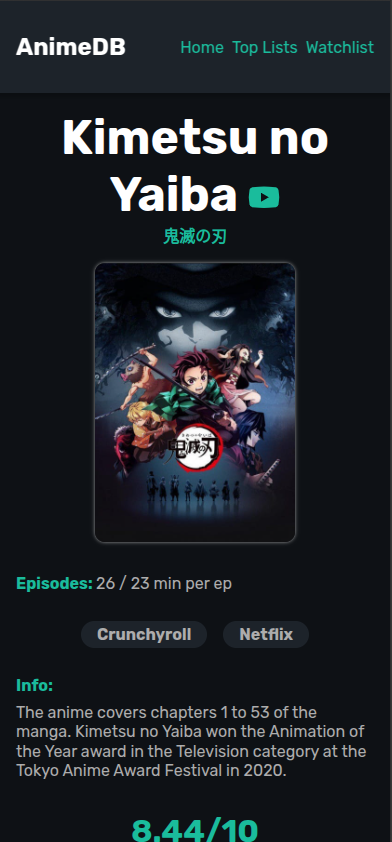 AnimeDB
Home Top Lists Watchlist
Kimetsu no
Yaiba
鬼滅の刃
鬼滅の刃
Episodes: 26 / 23 min per ep
Crunchyroll
Netflix
Info:
The anime covers chapters 1 to 53 of the
manga. Kimetsu no Yaiba won the Animation of
the Year award in the Television category at the
Tokyo Anime Award Festival in 2020.
8.44/10